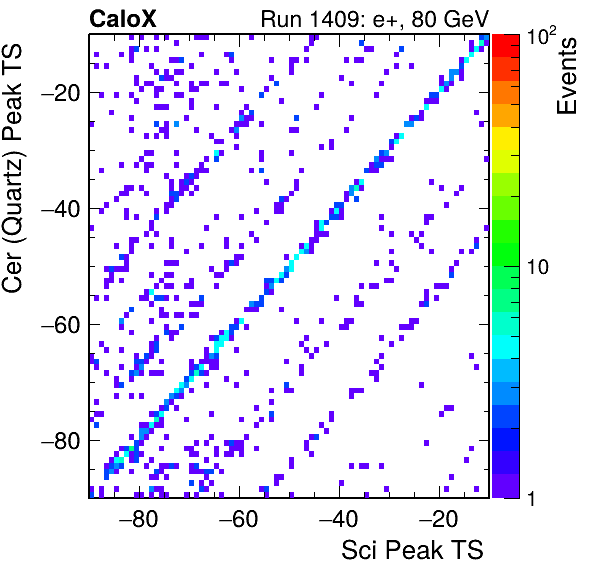 CaloX Run 1409: e+, 80 GeV
10²
Events
10
1
Cer (Quartz) Peak TS
−20
−40
−60
−80
−80 −60 −40 −20
Sci Peak TS